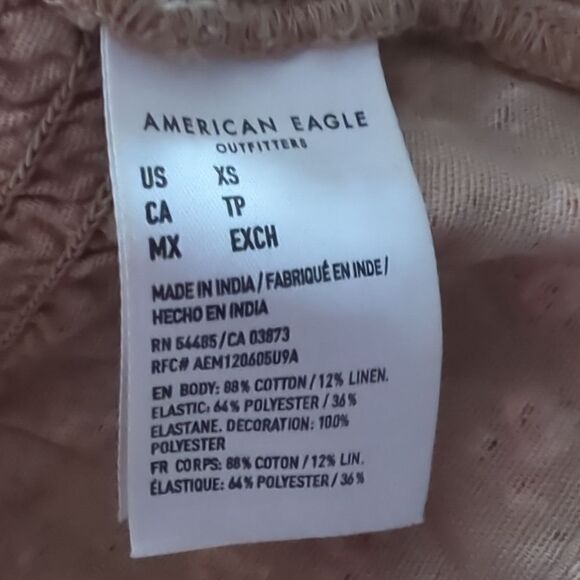 AMERICAN EAGLE
OUTFITTERS
US XS
CA TP
MX EXCH
MADE IN INDIA / FABRIQUÉ EN INDE /
HECHO EN INDIA
RN 54485 / CA 03873
RFC# AEM120605U9A
EN BODY: 88% COTTON / 12% LINEN.
ELASTIC: 64% POLYESTER / 36%
ELASTANE. DECORATION: 100%
POLYESTER
FR CORPS: 88% COTON / 12% LIN.
ÉLASTIQUE: 64% POLYESTER / 36%